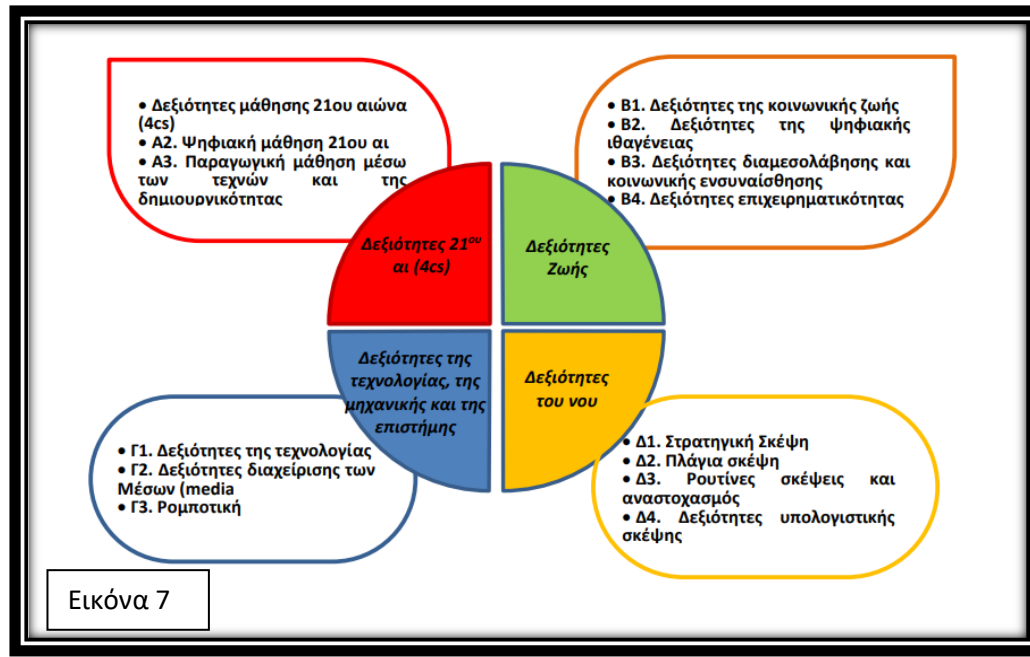 • Δεξιότητες μάθησης 21ου αιώνα
(4cs)
• Α2. Ψηφιακή μάθηση 21ου αι
• Α3. Παραγωγική μάθηση μέσω
των τεχνών και της
δημιουργικότητας
• Β1. Δεξιότητες της κοινωνικής ζωής
• Β2. Δεξιότητες της ψηφιακής
ιθαγένειας
• Β3. Δεξιότητες διαμεσολάβησης και
κοινωνικής ενσυναίσθησης
• Β4. Δεξιότητες επιχειρηματικότητας
Δεξιότητες 21ου
αι (4cs)
Δεξιότητες
Ζωής
Δεξιότητες της
τεχνολογίας, της
μηχανικής και της
επιστήμης
Δεξιότητες
του νου
• Γ1. Δεξιότητες της τεχνολογίας
• Γ2. Δεξιότητες διαχείρισης των
Μέσων (media
• Γ3. Ρομποτική
• Δ1. Στρατηγική Σκέψη
• Δ2. Πλάγια σκέψη
• Δ3. Ρουτίνες σκέψεις και
αναστοχασμός
• Δ4. Δεξιότητες υπολογιστικής
σκέψης
Εικόνα 7